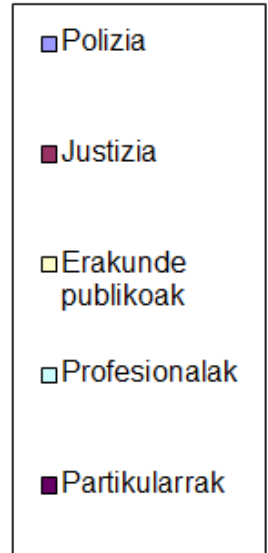 Polizia
Justizia
Erakunde
publikoak
Profesionalak
Partikularrak